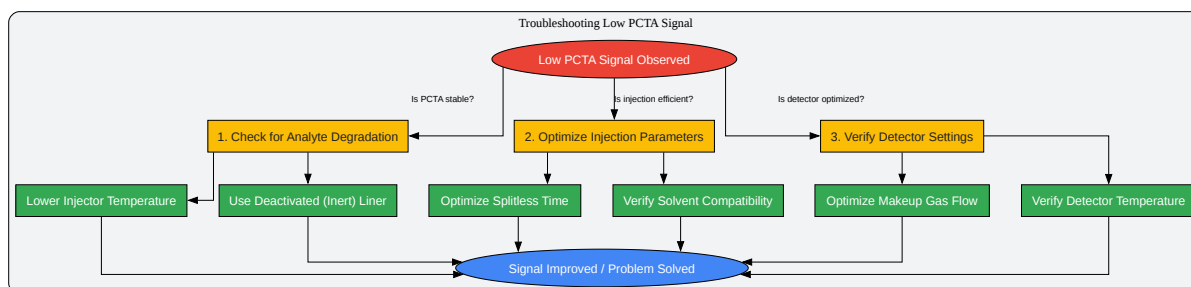 Troubleshooting Low PCTA Signal
Low PCTA Signal Observed
Is PCTA stable?
Is injection efficient?
Is detector optimized?
1. Check for Analyte Degradation
2. Optimize Injection Parameters
3. Verify Detector Settings
Lower Injector Temperature
Use Deactivated (Inert) Liner
Optimize Splitless Time
Verify Solvent Compatibility
Optimize Makeup Gas Flow
Verify Detector Temperature
Signal Improved / Problem Solved